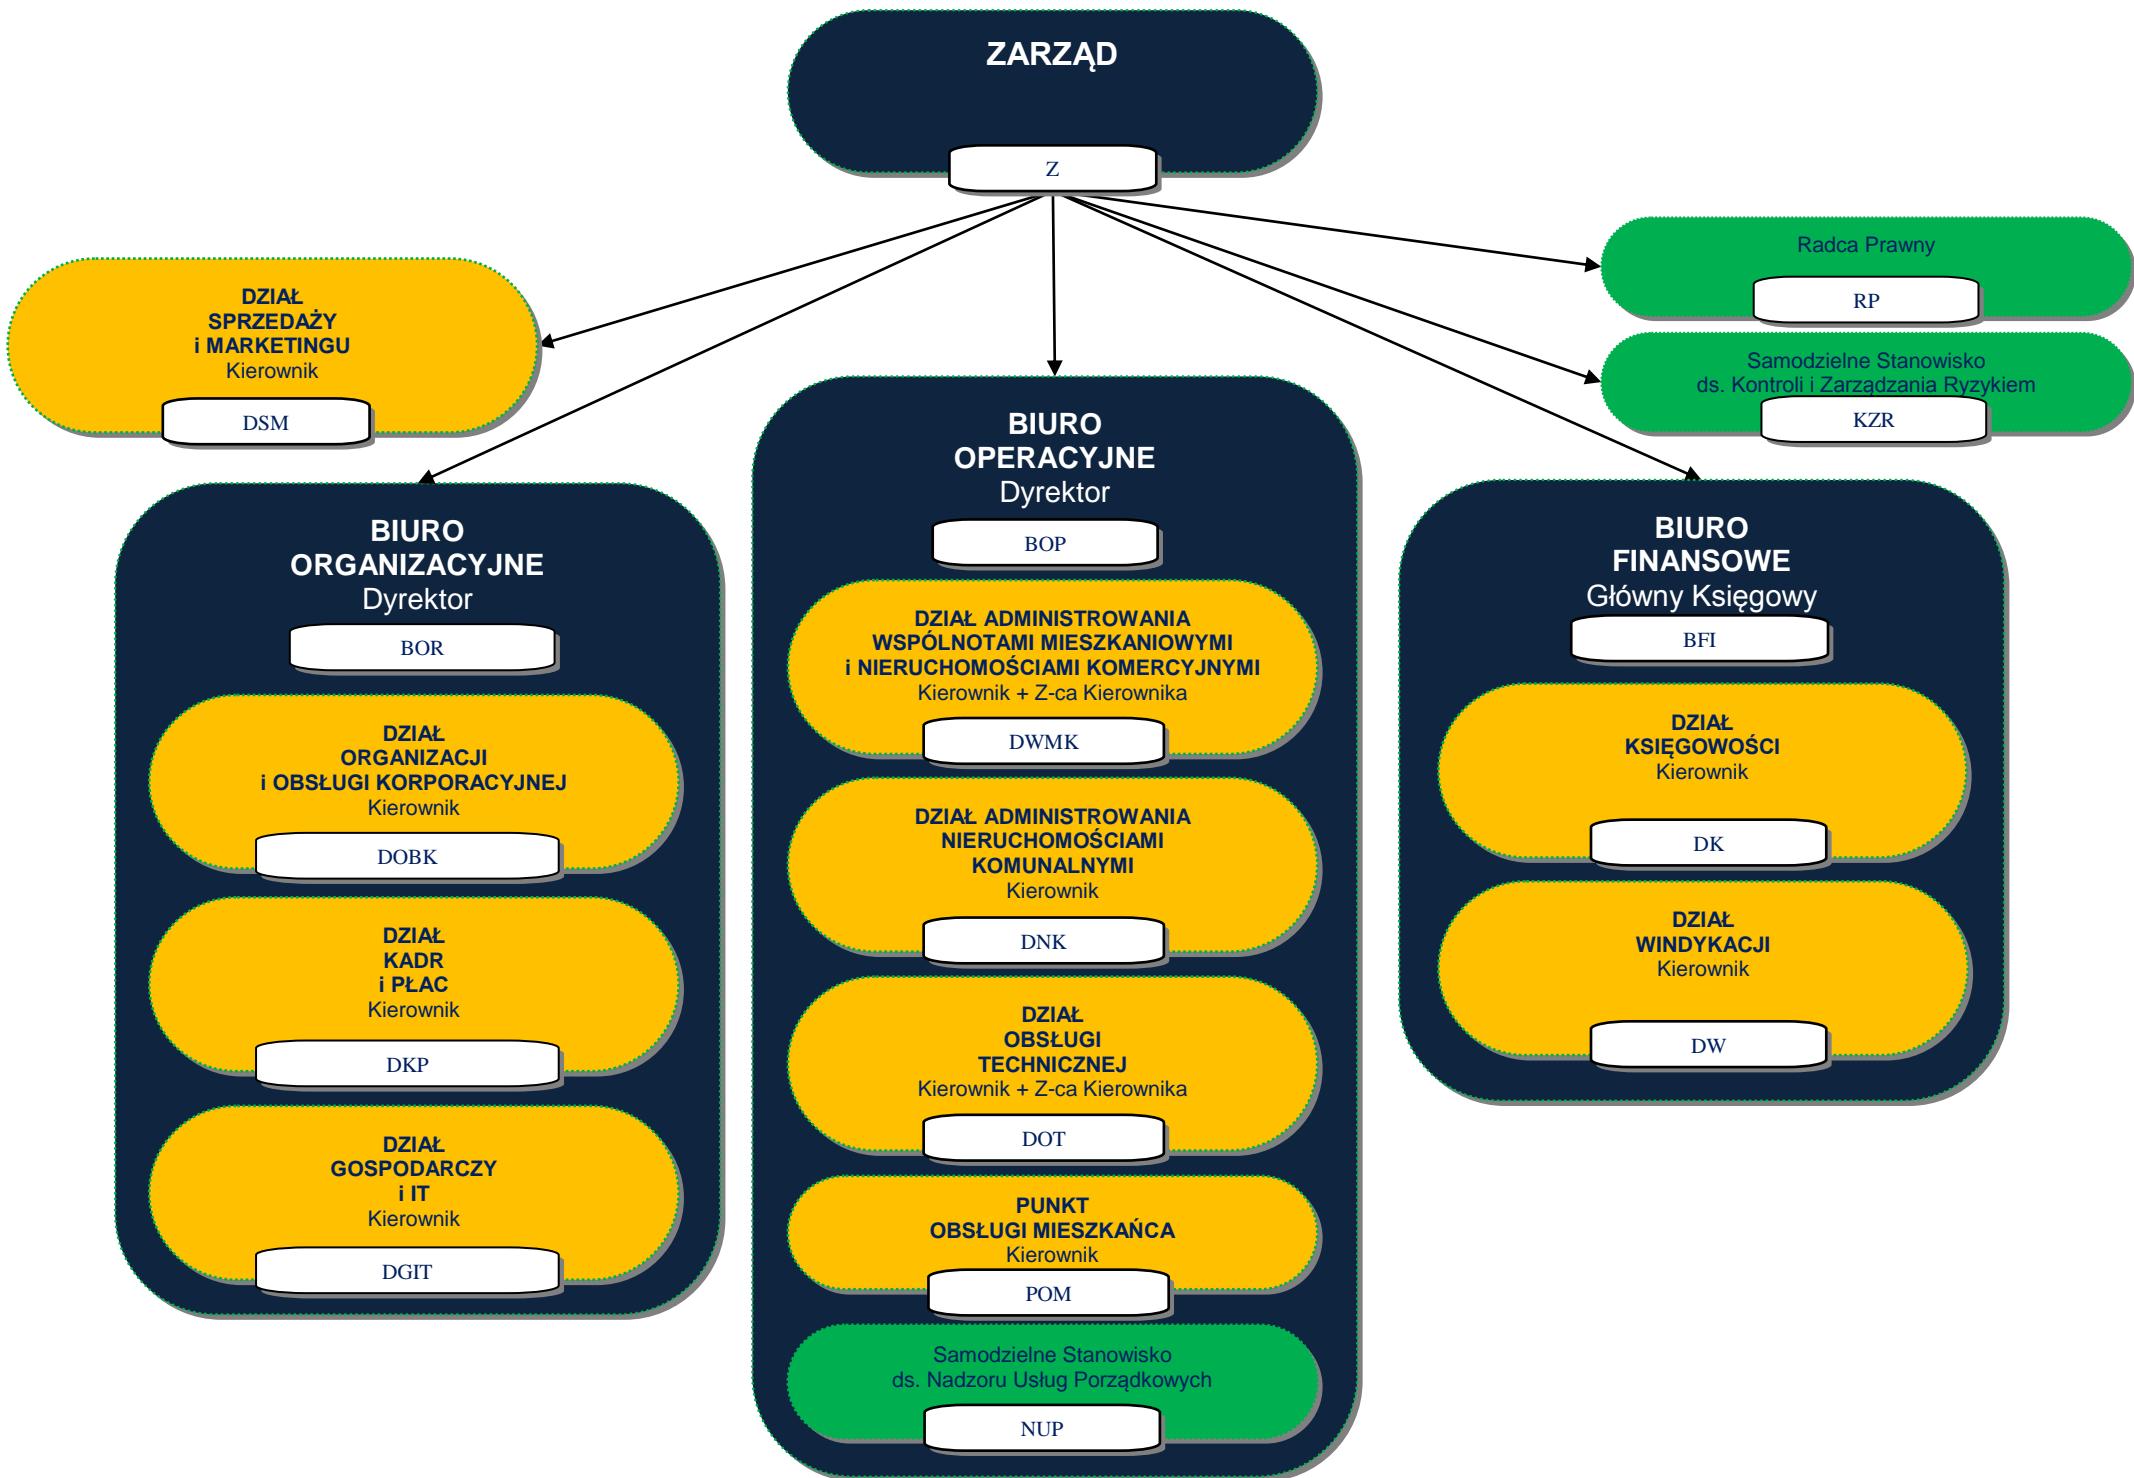 ZARZĄD
Z
DZIAŁ
SPRZEDAŻY
i MARKETINGU
Kierownik
DSM
Radca Prawny
RP
Samodzielne Stanowisko
ds. Kontroli i Zarządzania Ryzykiem
KZR
BIURO
ORGANIZACYJNE
Dyrektor
BOR
DZIAŁ
ORGANIZACJI
i OBSŁUGI KORPORACYJNEJ
Kierownik
DOBK
DZIAŁ
KADR
i PŁAC
Kierownik
DKP
DZIAŁ
GOSPODARCZY
i IT
Kierownik
DGIT
BIURO
OPERACYJNE
Dyrektor
BOP
DZIAŁ ADMINISTROWANIA
WSPÓLNOTAMI MIESZKANIOWYMI
i NIERUCHOMOŚCIAMI KOMERCYJNYMI
Kierownik + Z-ca Kierownika
DWMK
DZIAŁ ADMINISTROWANIA
NIERUCHOMOŚCIAMI
KOMUNALNYMI
Kierownik
DNK
DZIAŁ
OBSŁUGI
TECHNICZNEJ
Kierownik + Z-ca Kierownika
DOT
PUNKT
OBSŁUGI MIESZKAŃCA
Kierownik
POM
Samodzielne Stanowisko
ds. Nadzoru Usług Porządkowych
NUP
BIURO
FINANSOWE
Główny Księgowy
BFI
DZIAŁ
KSIĘGOWOŚCI
Kierownik
DK
DZIAŁ
WINDYKACJI
Kierownik
DW